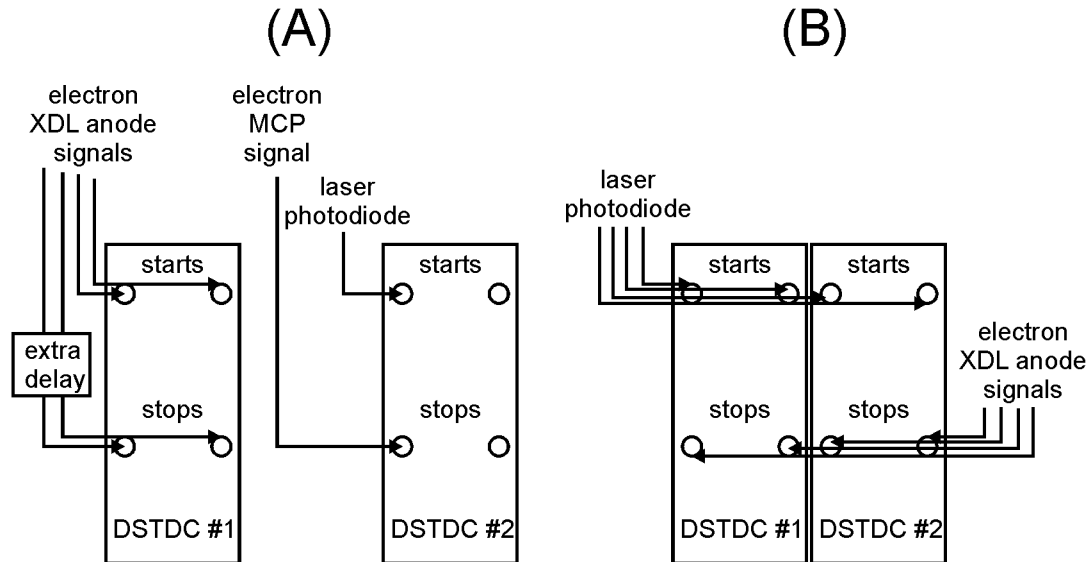 (A)
electron
XDL anode
signals
electron
MCP
signal
laser
photodiode
starts
starts
extra
delay
stops
stops
DSTDC #1
DSTDC #2
(B)
laser
photodiode
starts
starts
electron
XDL anode
signals
stops
stops
DSTDC #1
DSTDC #2